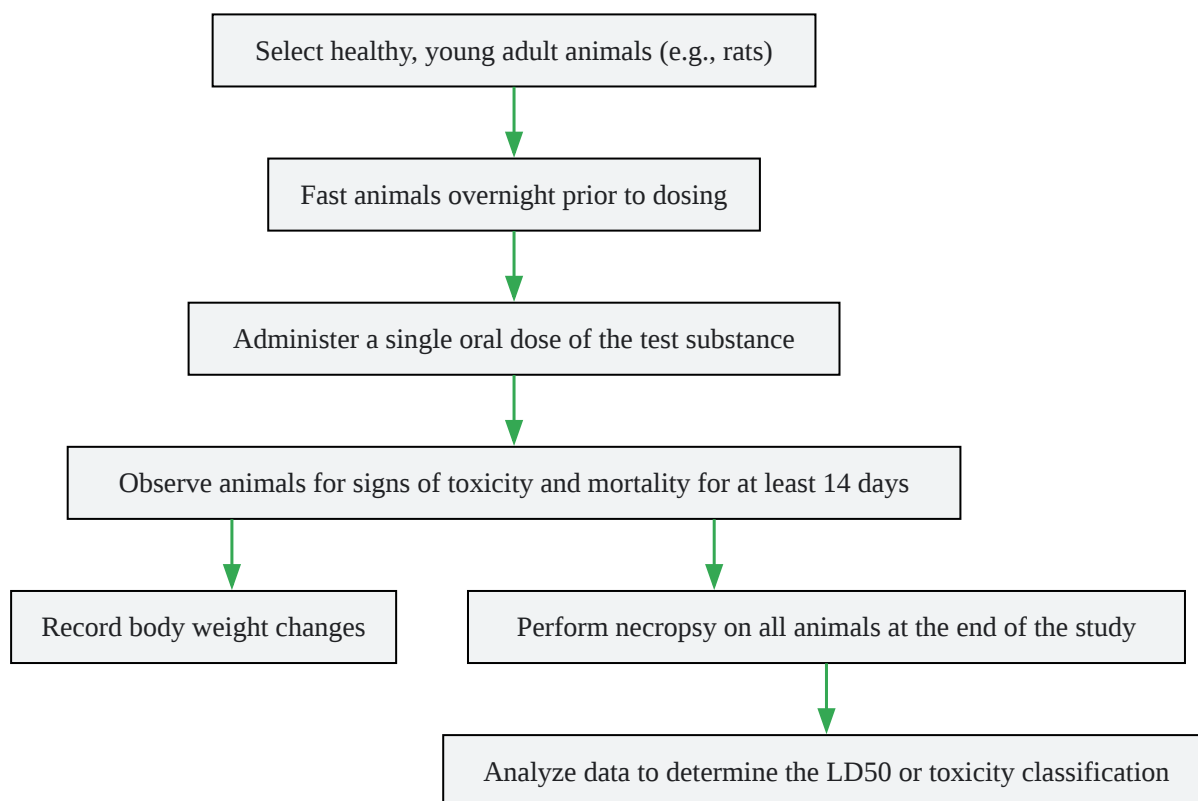 Select healthy, young adult animals (e.g., rats)
Fast animals overnight prior to dosing
Administer a single oral dose of the test substance
Observe animals for signs of toxicity and mortality for at least 14 days
Record body weight changes
Perform necropsy on all animals at the end of the study
Analyze data to determine the LD50 or toxicity classification